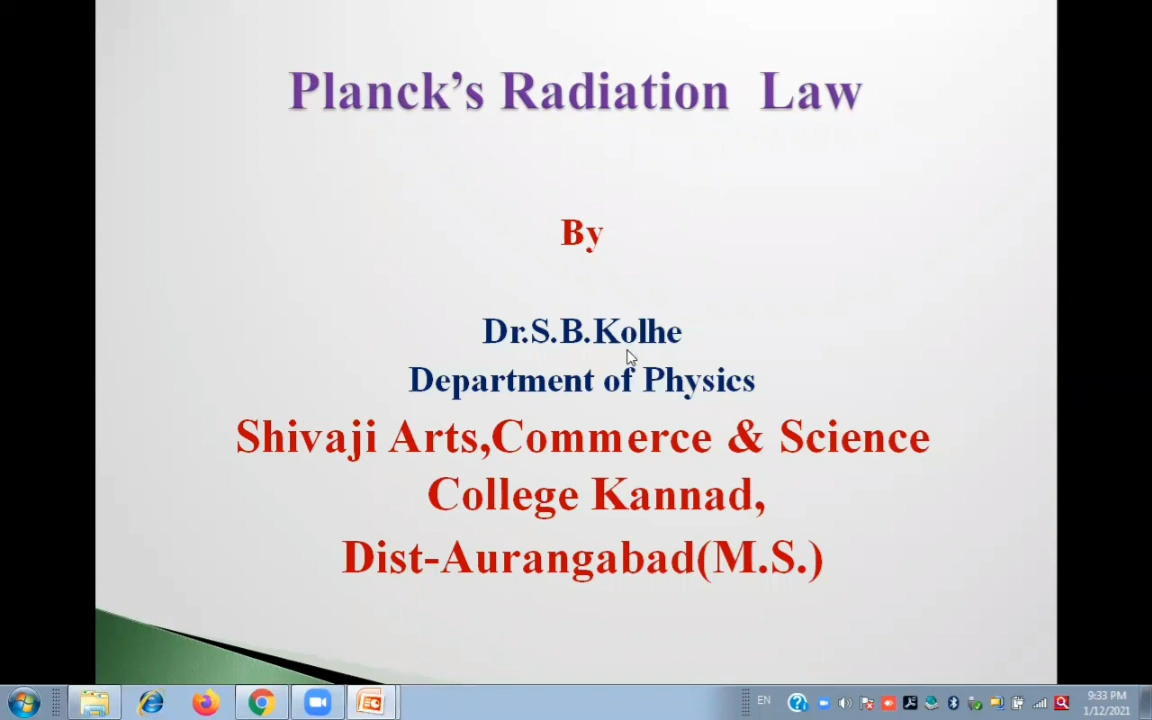 Planck’s Radiation Law
By
Dr.S.B.Kolhe
Department of Physics
Shivaji Arts,Commerce & Science
College Kannad,
Dist-Aurangabad(M.S.)
EN
9:33 PM
1/12/2021